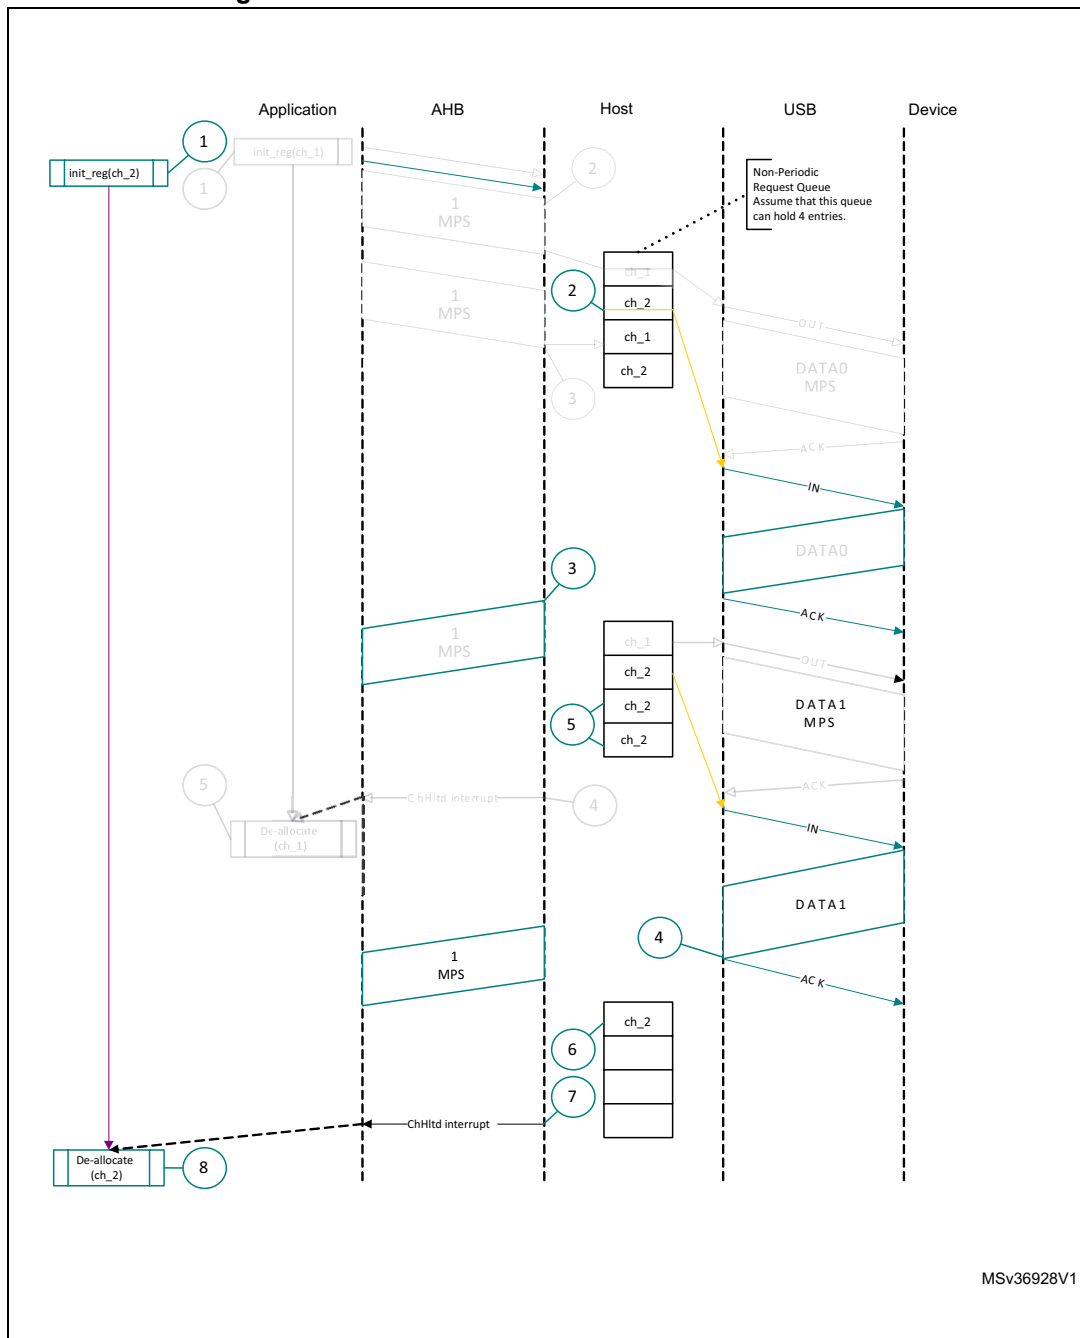 g
Application
AHB
Host
USB
Device
1
init_reg(ch_1)
init_reg(ch_2)
1
2
Non-Periodic
Request Queue
Assume that this queue
can hold 4 entries.
1
MPS
ch_1
2
ch_2
1
MPS
ch_1
OUT
ch_2
DATA0
MPS
3
ACK
IN
DATA0
3
ACK
1
MPS
ch_1
OUT
ch_2
ch_2
DATA1
MPS
5
ch_2
5
ChHltd interrupt
4
ACK
De-allocate
(ch_1)
IN
DATA1
4
1
MPS
ACK
ch_2
6
7
ChHltd interrupt
De-allocate
(ch_2)
8
MSv36928V1